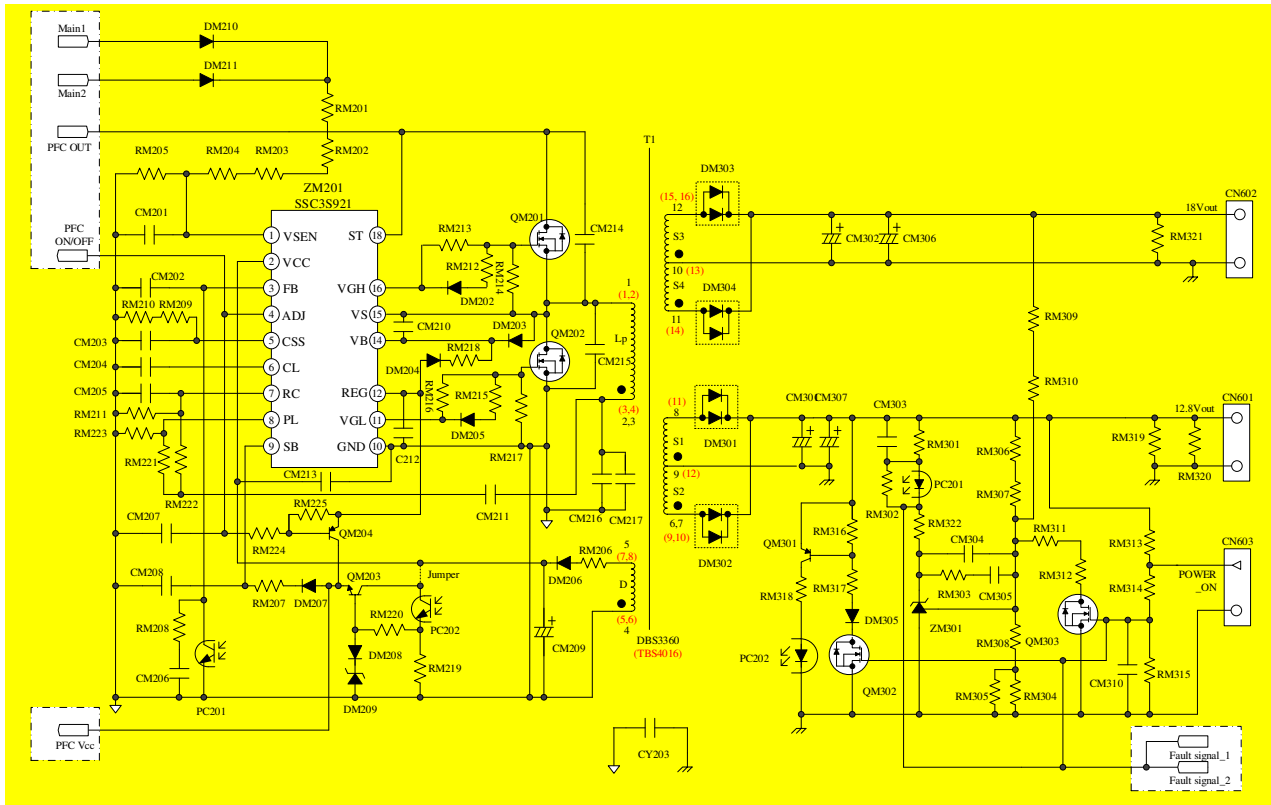 Main1
DM210
DM211
Main2
RM201
PFC OUT
RM202
RM205
RM204
RM203
T1
ZM201
SSC3S921
CM201
PFC
ON/OFF
1
VSEN
ST
18
2
VCC
3
FB
VGH
16
4
ADJ
VS
15
5
CSS
VB
14
6
CL
7
RC
REG
12
8
PL
VGL
11
9
SB
GND
10
CM202
RM210
RM209
CM203
CM204
CM205
RM211
RM223
RM221
RM222
CM213
QM201
CM214
RM213
RM212
RM214
DM202
CM210
DM203
QM202
RM218
DM204
CM215
RM216
RM215
DM205
C212
RM217
1
(1,2)
Lp
(3,4)
2,3
CM211
CM216
CM217
RM225
CM207
RM224
QM204
CM208
RM207
DM207
QM203
Jumper
DM206
RM206
5
(7,8)
D
(5,6)
4
RM208
RM220
PC202
CM209
DM208
RM219
CM206
DM209
PC201
PFC Vcc
DBS3360
(TBS4016)
CY203
DM303
(15, 16)
12
S3
10
(13)
S4
11
(14)
DM304
CM302
CM306
18Vout
RM321
CN602
RM309
RM310
(11)
8
DM301
S1
9
(12)
S2
6,7
(9,10)
DM302
CM301
CM307
CM303
RM301
RM306
12.8Vout
RM319
RM320
CN601
PC201
RM302
RM307
RM322
RM316
QM301
CM304
RM311
RM313
CN603
RM317
RM318
RM303
CM305
RM312
RM314
POWER
_ON
DM305
ZM301
RM308
QM303
PC202
QM302
RM305
RM304
CM310
RM315
Fault signal_1
Fault signal_2